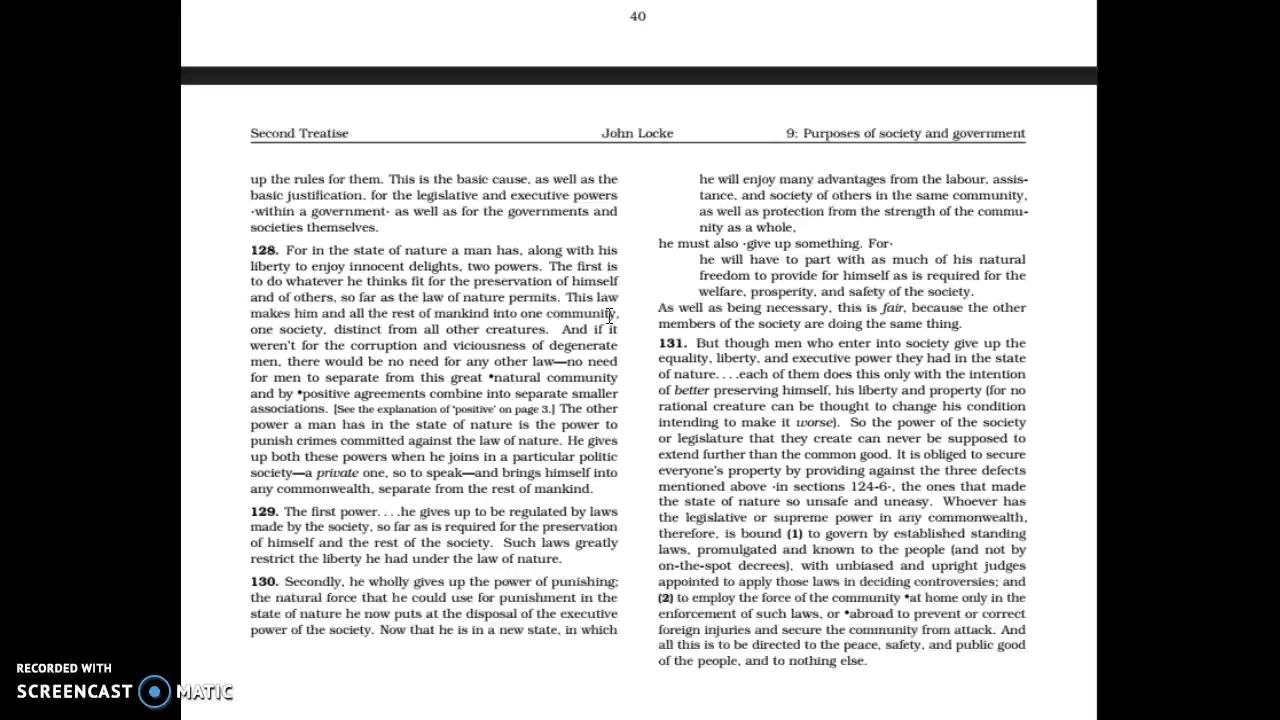 40
Second Treatise John Locke 9: Purposes of society and government
up the rules for them. This is the basic cause, as well as the
basic justification, for the legislative and executive powers
·within a government· as well as for the governments and
societies themselves.
128. For in the state of nature a man has, along with his
liberty to enjoy innocent delights, two powers. The first is
to do whatever he thinks fit for the preservation of himself
and of others, so far as the law of nature permits. This law
makes him and all the rest of mankind into one community,
one society, distinct from all other creatures. And if it
weren't for the corruption and viciousness of degenerate
men, there would be no need for any other law—no need
for men to separate from this great •natural community
and by •positive agreements combine into separate smaller
associations. [See the explanation of 'positive' on page 3.] The other
power a man has in the state of nature is the power to
punish crimes committed against the law of nature. He gives
up both these powers when he joins in a particular politic
society—a private one, so to speak—and brings himself into
any commonwealth, separate from the rest of mankind.
129. The first power. . . .he gives up to be regulated by laws
made by the society, so far as is required for the preservation
of himself and the rest of the society. Such laws greatly
restrict the liberty he had under the law of nature.
130. Secondly, he wholly gives up the power of punishing;
the natural force that he could use for punishment in the
state of nature he now puts at the disposal of the executive
power of the society. Now that he is in a new state, in which
he will enjoy many advantages from the labour, assis-
tance, and society of others in the same community,
as well as protection from the strength of the commu-
nity as a whole,
he must also ·give up something. For·
he will have to part with as much of his natural
freedom to provide for himself as is required for the
welfare, prosperity, and safety of the society.
As well as being necessary, this is fair, because the other
members of the society are doing the same thing.
131. But though men who enter into society give up the
equality, liberty, and executive power they had in the state
of nature. . . .each of them does this only with the intention
of better preserving himself, his liberty and property (for no
rational creature can be thought to change his condition
intending to make it worse). So the power of the society
or legislature that they create can never be supposed to
extend further than the common good. It is obliged to secure
everyone's property by providing against the three defects
mentioned above ·in sections 124-6·, the ones that made
the state of nature so unsafe and uneasy. Whoever has
the legislative or supreme power in any commonwealth,
therefore, is bound (1) to govern by established standing
laws, promulgated and known to the people (and not by
on-the-spot decrees), with unbiased and upright judges
appointed to apply those laws in deciding controversies; and
(2) to employ the force of the community •at home only in the
enforcement of such laws, or •abroad to prevent or correct
foreign injuries and secure the community from attack. And
all this is to be directed to the peace, safety, and public good
of the people, and to nothing else.
RECORDED WITH
SCREENCAST MATIC